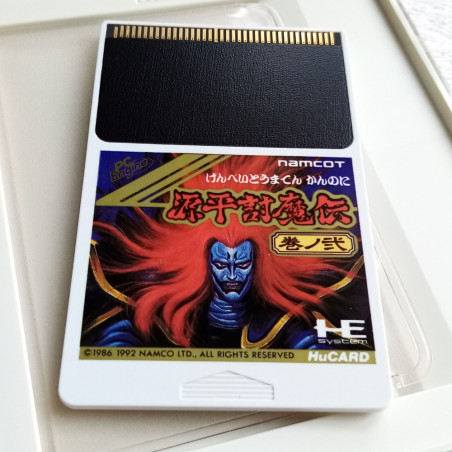 PC Engine
namcot
げんぺいとうまでん かんのに
源平討魔伝
巻ノ弐
HE
system
©1986 1992 NAMCO LTD., ALL RIGHTS RESERVED
HuCARD